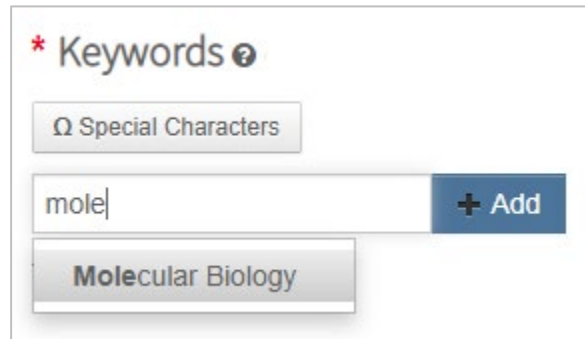 * Keywords ?
Ω Special Characters
mole
+ Add
Molecular Biology